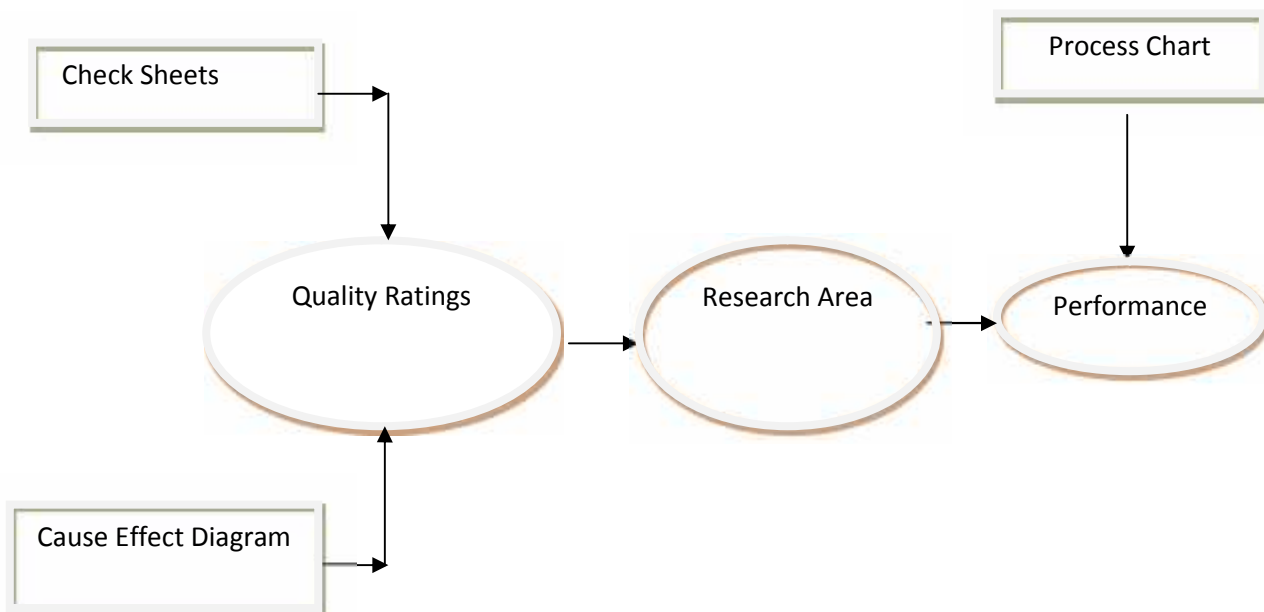 Check Sheets
Process Chart
Quality Ratings
Research Area
Performance
Cause Effect Diagram